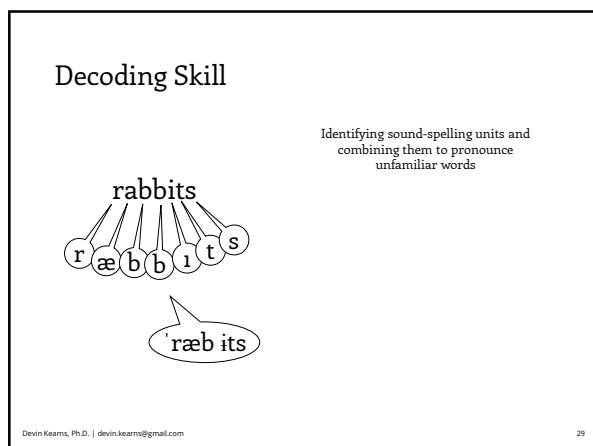 Decoding Skill
Identifying sound-spelling units and
combining them to pronounce
unfamiliar words
rabbits
r æ b b ɪ t s
ˈræb ɨts
Devin Kearns, Ph.D. | devin.kearns@gmail.com
29